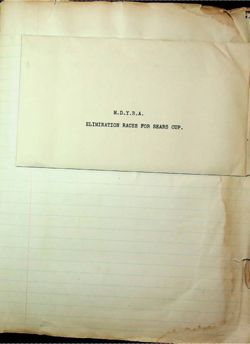 M.D.Y.R.A.
ELIMINATION RACES FOR SEARS CUP.